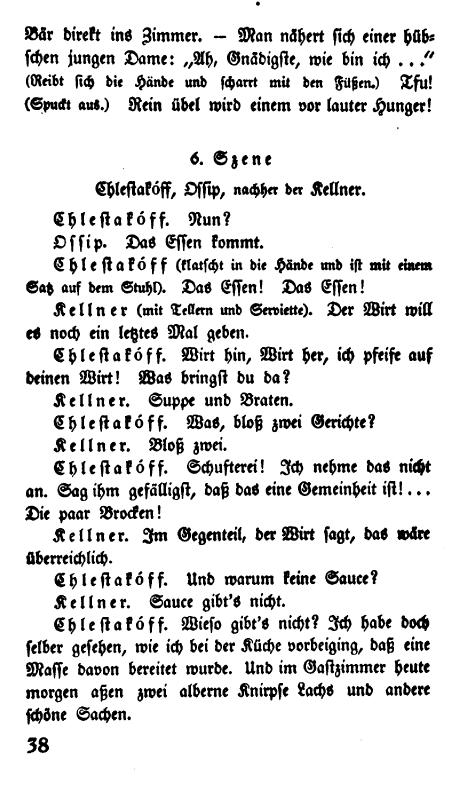 Bär direkt ins Zimmer. — Man nähert sich einer hüb-
schen jungen Dame: „Ah, Gnädigste, wie bin ich ...“
(Reibt sich die Hände und scharrt mit den Füßen.) Tfu!
(Spuckt aus.) Rein übel wird einem vor lauter Hunger!
6. Szene
Chlestakóff, Ossip, nachher der Kellner.
Chlestakóff. Nun?
Ossip. Das Essen kommt.
Chlestakóff (klatscht in die Hände und ist mit einem
Satz auf dem Stuhl). Das Essen! Das Essen!
Kellner (mit Tellern und Serviette). Der Wirt will
es noch ein letztes Mal geben.
Chlestakóff. Wirt hin, Wirt her, ich pfeife auf
deinen Wirt! Was bringst du da?
Kellner. Suppe und Braten.
Chlestakóff. Was, bloß zwei Gerichte?
Kellner. Bloß zwei.
Chlestakóff. Schufterei! Ich nehme das nicht
an. Sag ihm gefälligst, daß das eine Gemeinheit ist!...
Die paar Brocken!
Kellner. Im Gegenteil, der Wirt sagt, das wäre
überreichlich.
Chlestakóff. Und warum keine Sauce?
Kellner. Sauce gibt's nicht.
Chlestakóff. Wieso gibt's nicht? Ich habe doch
selber gesehen, wie ich bei der Küche vorbeiging, daß eine
Masse davon bereitet wurde. Und im Gastzimmer heute
morgen aßen zwei alberne Knirpse Lachs und andere
schöne Sachen.
38